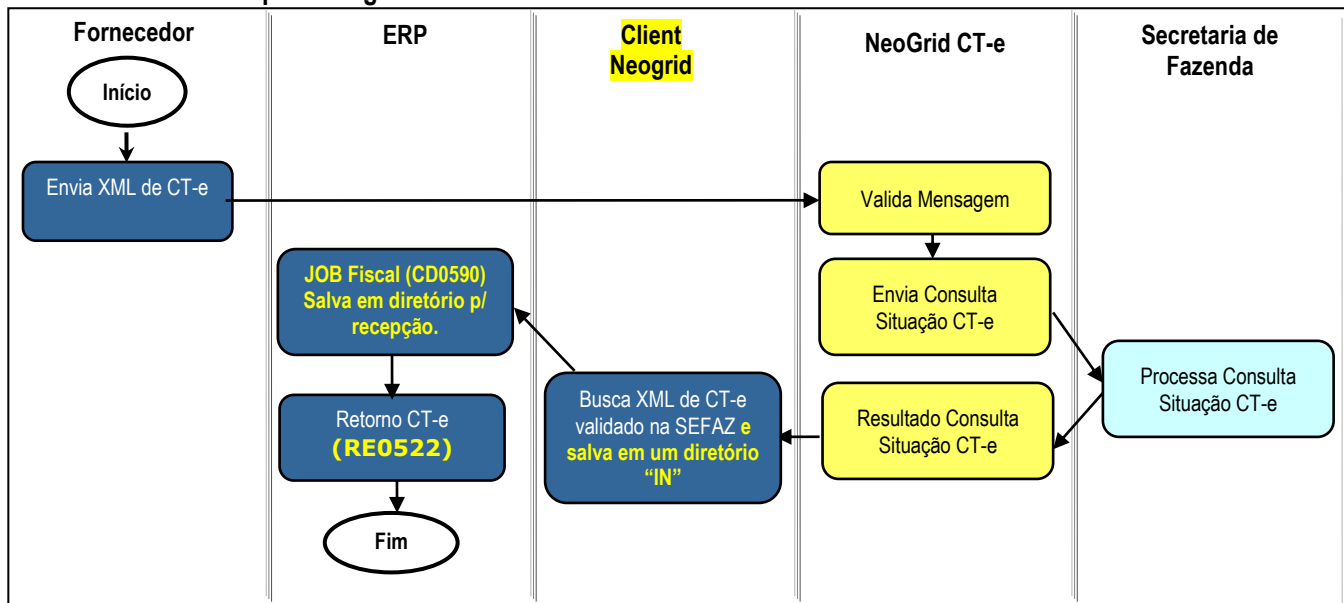 Fornecedor
ERP
Client
Neogrid
NeoGrid CT-e
Secretaria de
Fazenda
Início
Envia XML de CT-e
Valida Mensagem
JOB Fiscal (CD0590)
Salva em diretório p/
recepção.
Envia Consulta
Situação CT-e
Processa Consulta
Situação CT-e
Retorno CT-e
(RE0522)
Busca XML de CT-e
validado na SEFAZ e
salva em um diretório
“IN”
Resultado Consulta
Situação CT-e
Fim